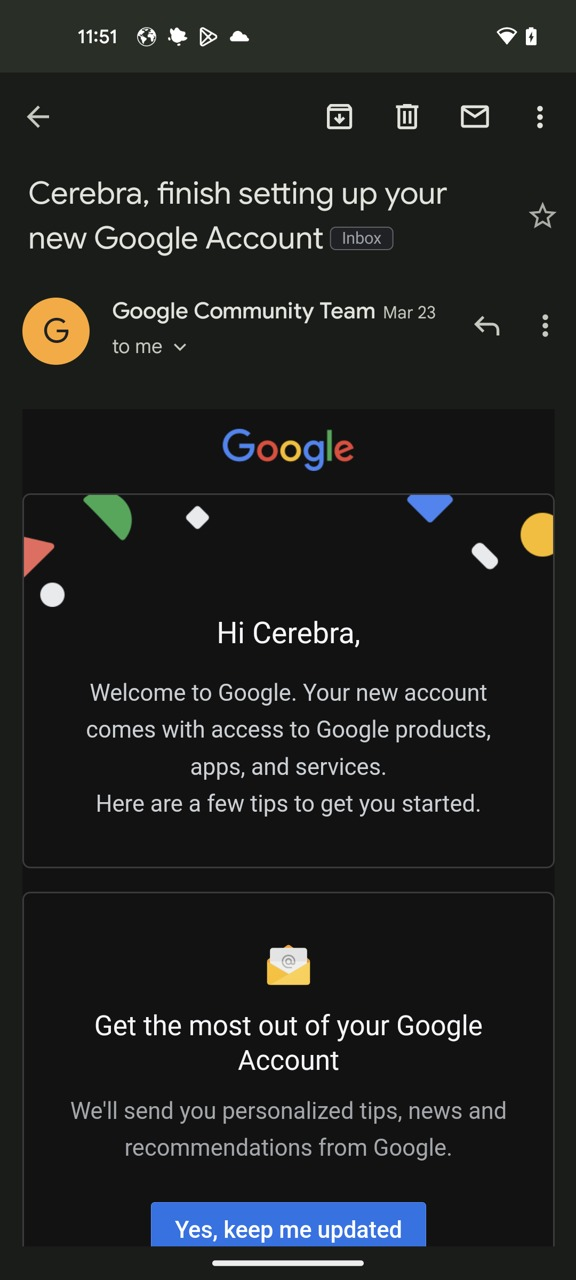 11:51
Cerebra, finish setting up your
new Google Account Inbox
G
Google Community Team Mar 23
to me
Google
Hi Cerebra,
Welcome to Google. Your new account
comes with access to Google products,
apps, and services.
Here are a few tips to get you started.
@
Get the most out of your Google
Account
We'll send you personalized tips, news and
recommendations from Google.
Yes, keep me updated